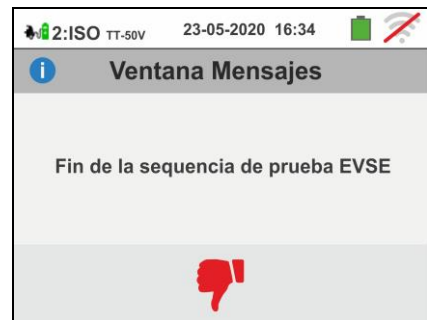 2:ISO TT-50V 23-05-2020 16:34
Ventana Mensajes
Fin de la sequencia de prueba EVSE